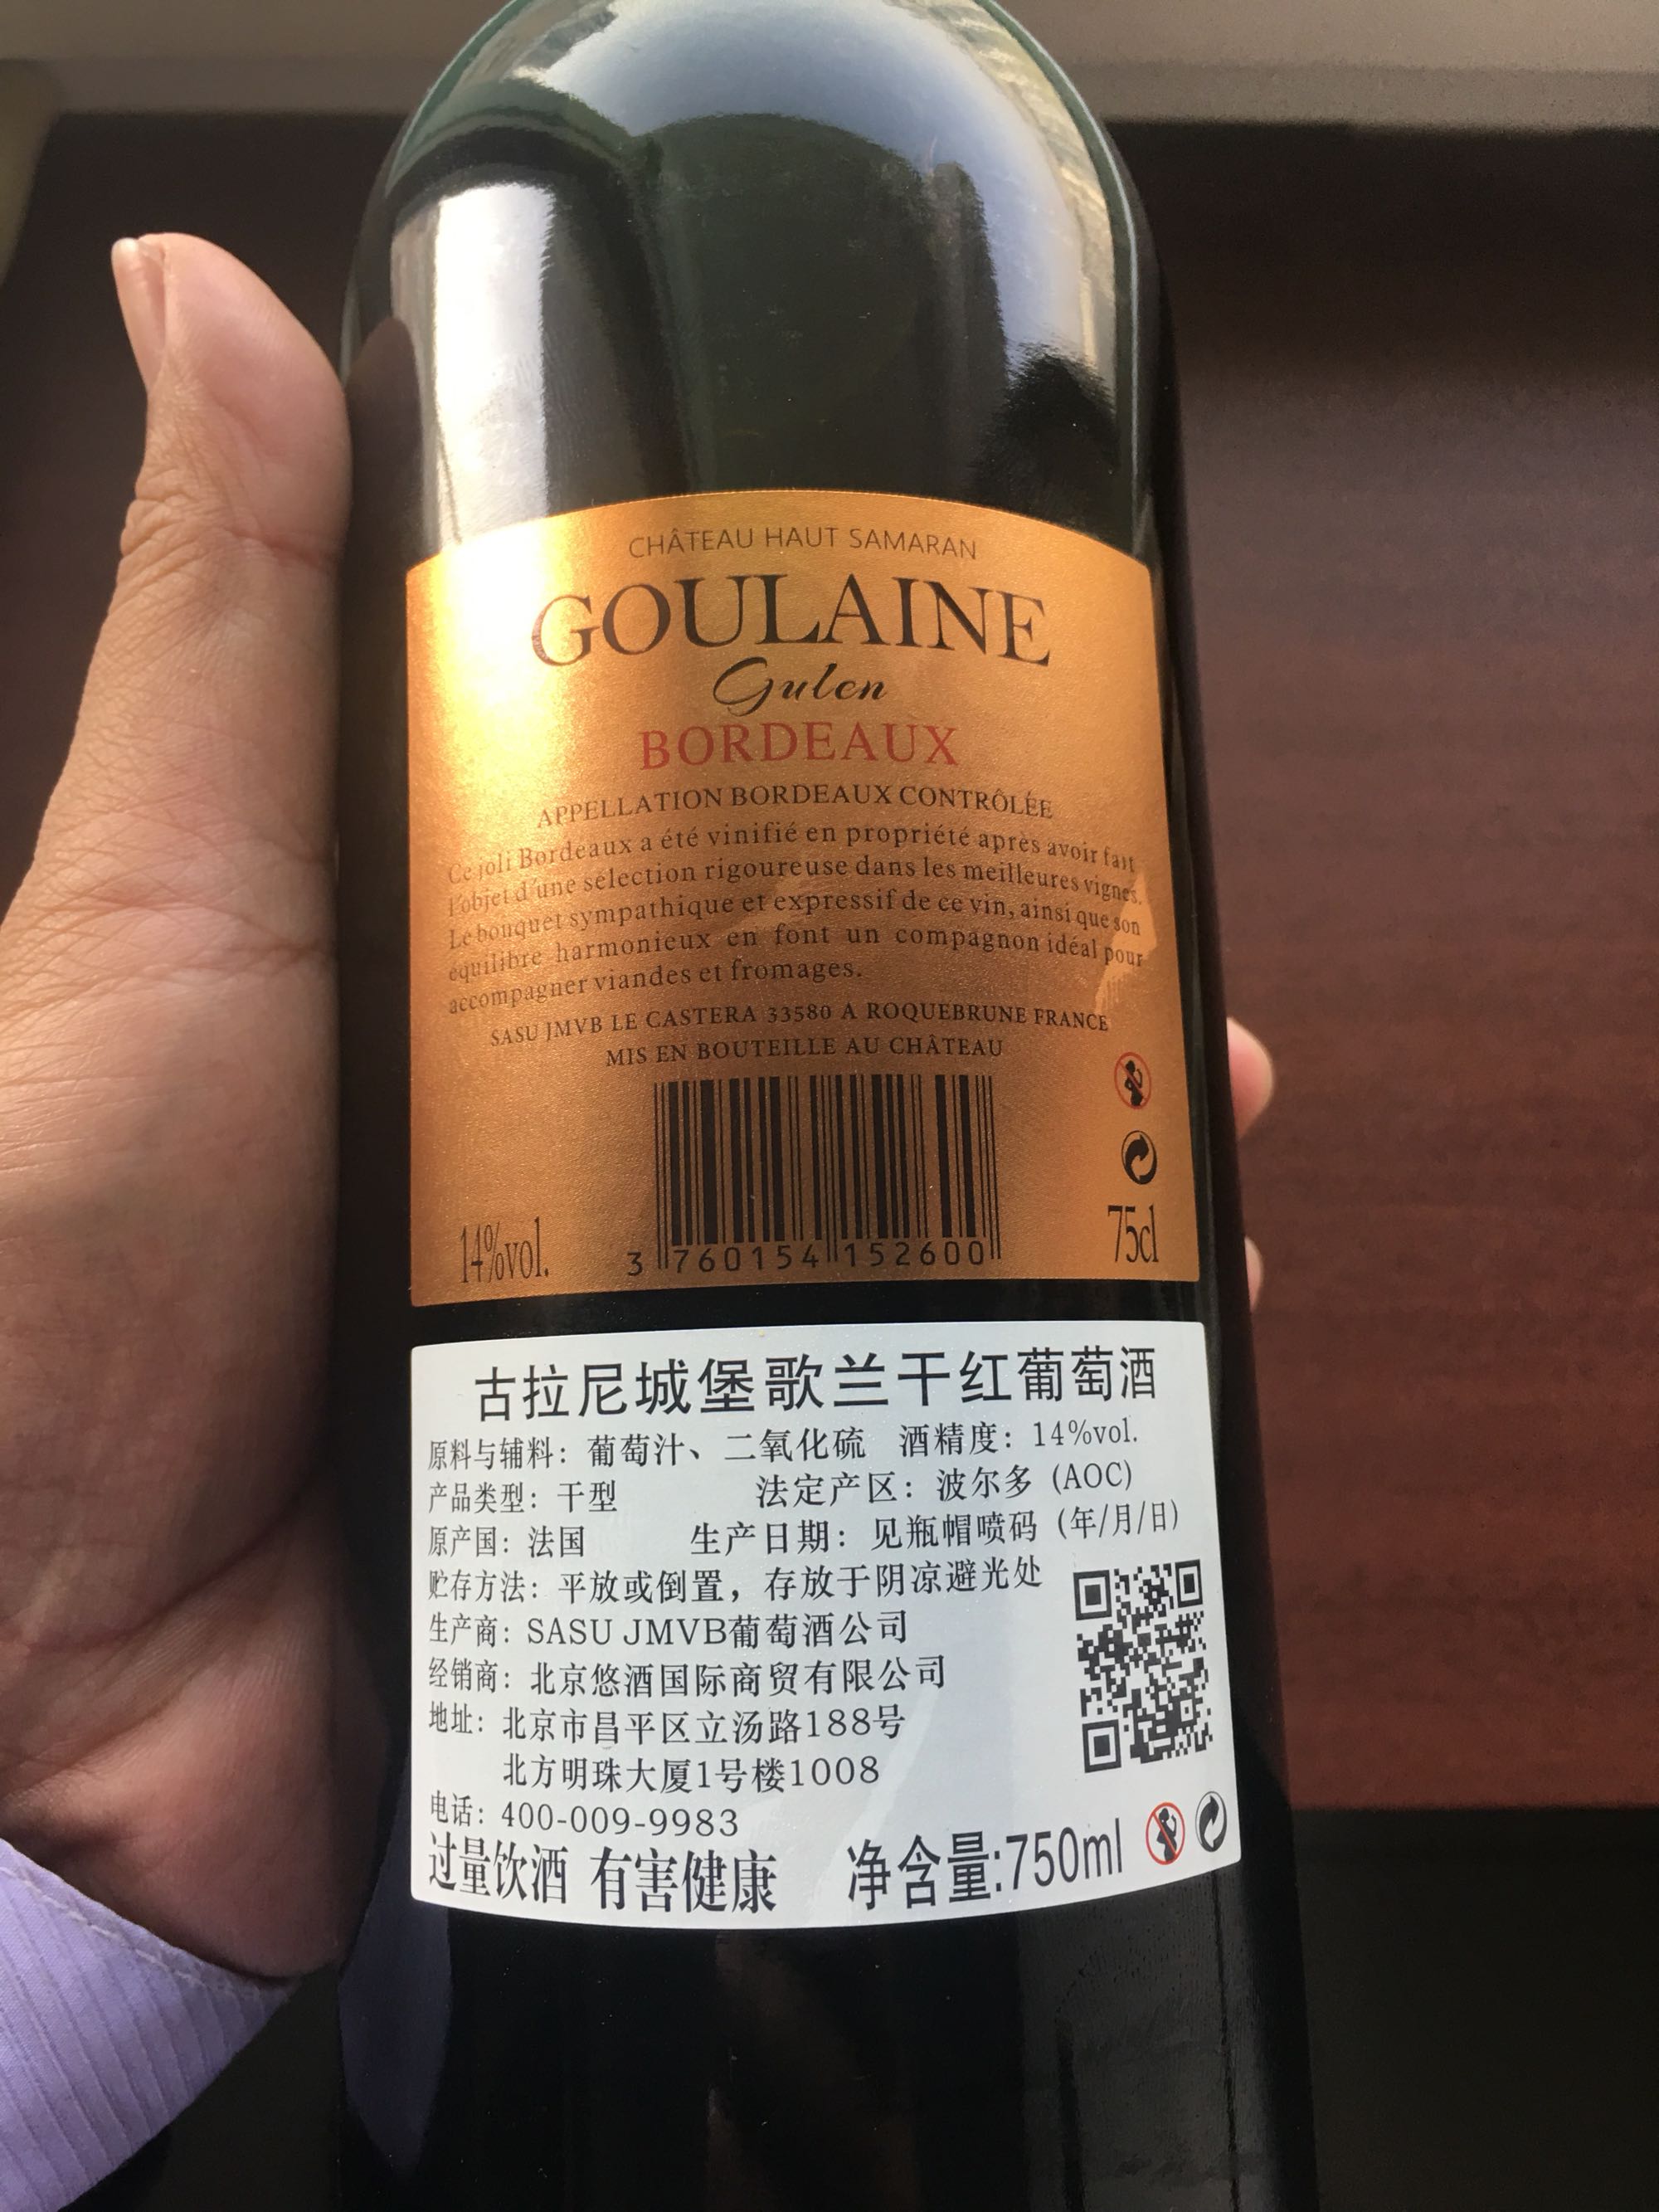 CHÂTEAU HAUT SAMARAN
GOULAINE
Gulen
BORDEAUX
APPELLATION BORDEAUX CONTRÔLÉE
Ce joli Bordeaux a été vinifié en propriété après avoir fait
l'objet d'une sélection rigoureuse dans les meilleures vignes.
Le bouquet sympathique et expressif de ce vin, ainsi que son
équilibre harmonieux en font un compagnon idéal pour
accompagner viandes et fromages.
SASU JMVB LE CASTERA 33580 A ROQUEBRUNE FRANCE
MIS EN BOUTEILLE AU CHÂTEAU
14%vol. 3 760154 152600 75cl
古拉尼城堡歌兰干红葡萄酒
原料与辅料：葡萄汁、二氧化硫 酒精度：14%vol.
产品类型：干型 法定产区：波尔多 (AOC)
原产国：法国 生产日期：见瓶帽喷码 (年/月/日)
贮存方法：平放或倒置，存放于阴凉避光处
生产商：SASU JMVB葡萄酒公司
经销商：北京悠酒国际商贸有限公司
地址：北京市昌平区立汤路188号
北方明珠大厦1号楼1008
电话：400-009-9983
过量饮酒 有害健康 净含量:750ml